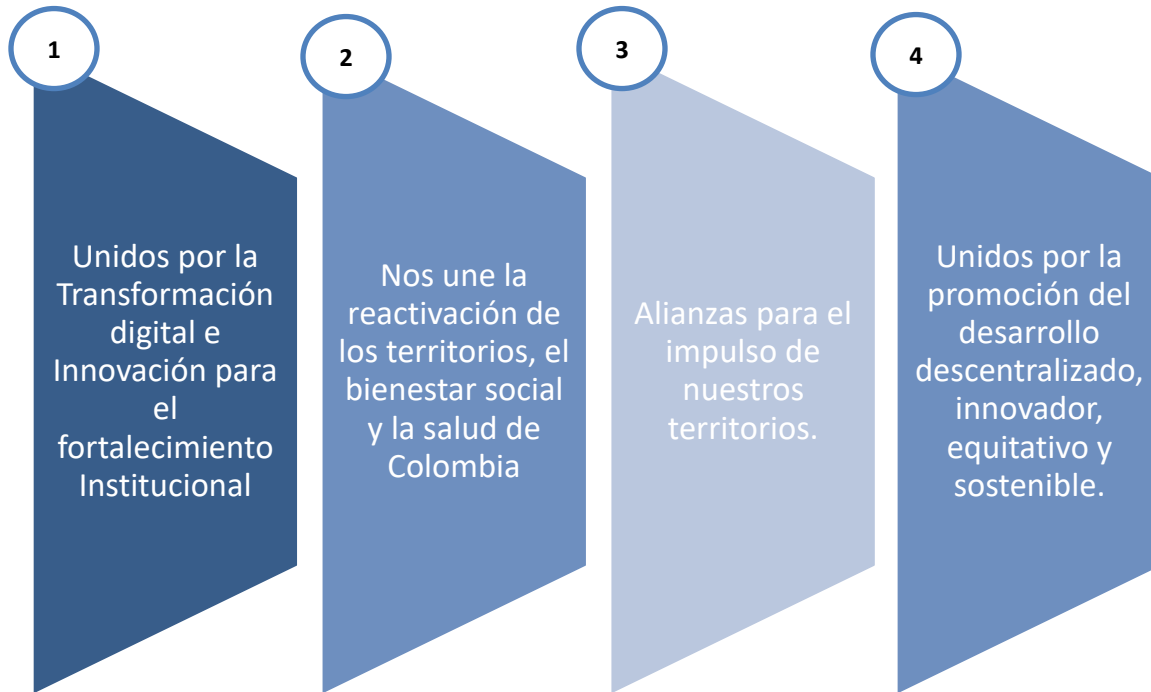 1
Unidos por la
Transformación
digital e
Innovación para
el
fortalecimiento
Institucional
2
Nos une la
reactivación de
los territorios, el
bienestar social
y la salud de
Colombia
3
Alianzas para el
impulso de
nuestros
territorios.
4
Unidos por la
promoción del
desarrollo
descentralizado,
innovador,
equitativo y
sostenible.